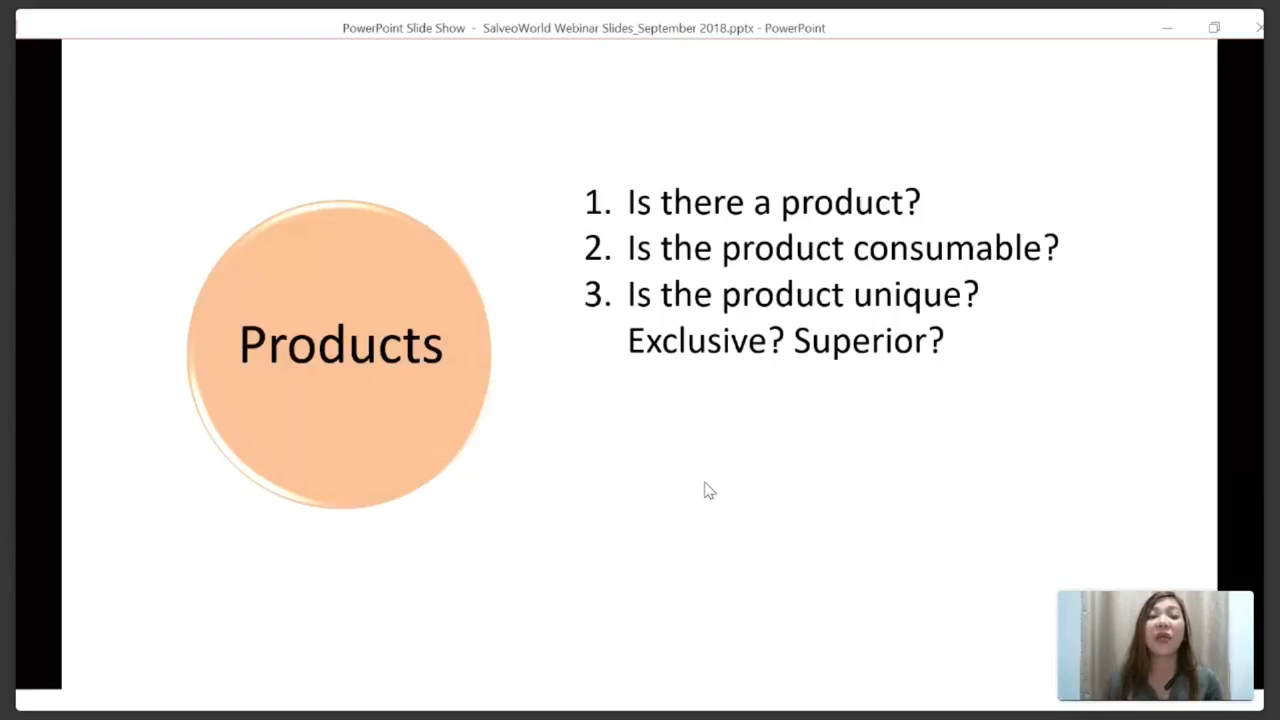 PowerPoint Slide Show - SalveoWorld Webinar Slides_September 2018.pptx - PowerPoint
Products
1. Is there a product?
2. Is the product consumable?
3. Is the product unique?
Exclusive? Superior?